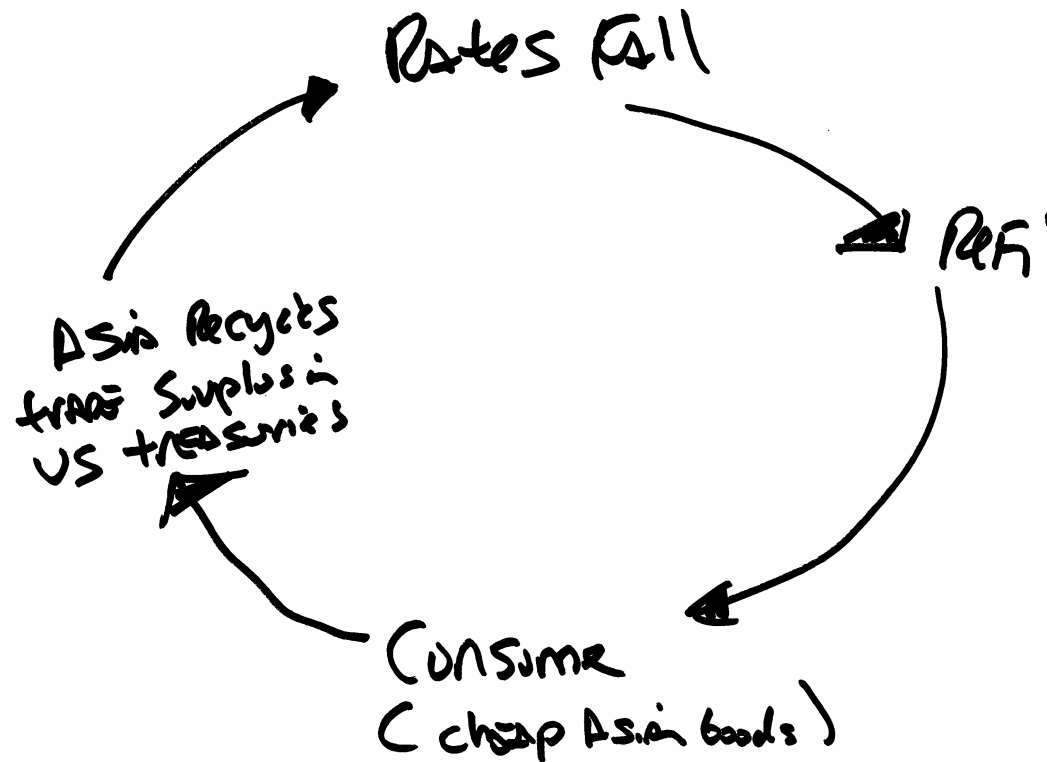 Rates Fall
Refi
Asia Recycles
trade Surplus in
US treasuries
Consume
(cheap Asian Goods)